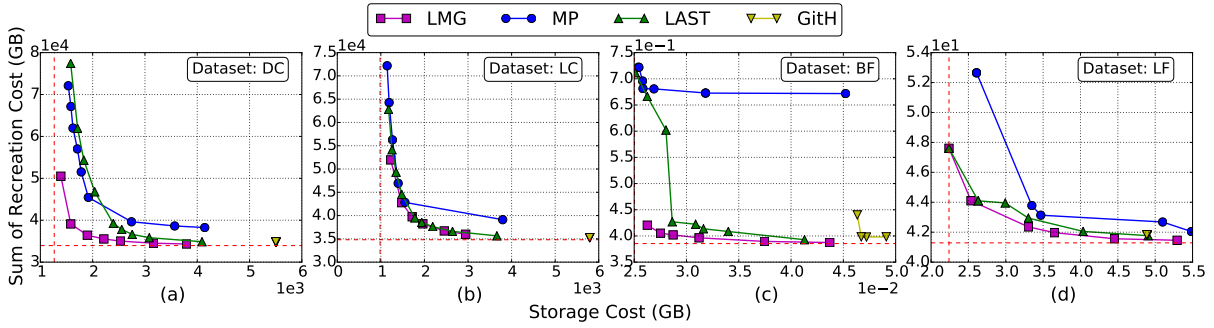 LMG MP LAST GitH
Sum of Recreation Cost (GB)
1e4
8
7
6
5
4
3
Dataset: DC
1 2 3 4 5 6
1e3
(a)
1e4
7.5
7.0
6.5
6.0
5.5
5.0
4.5
4.0
3.5
3.0
Dataset: LC
0 1 2 3 4 5 6
1e3
(b)
1e−1
7.5
7.0
6.5
6.0
5.5
5.0
4.5
4.0
3.5
Dataset: BF
2.5 3.0 3.5 4.0 4.5 5.0
1e−2
(c)
1e1
5.4
5.2
5.0
4.8
4.6
4.4
4.2
4.0
Dataset: LF
2.0 2.5 3.0 3.5 4.0 4.5 5.0 5.5
(d)
Storage Cost (GB)